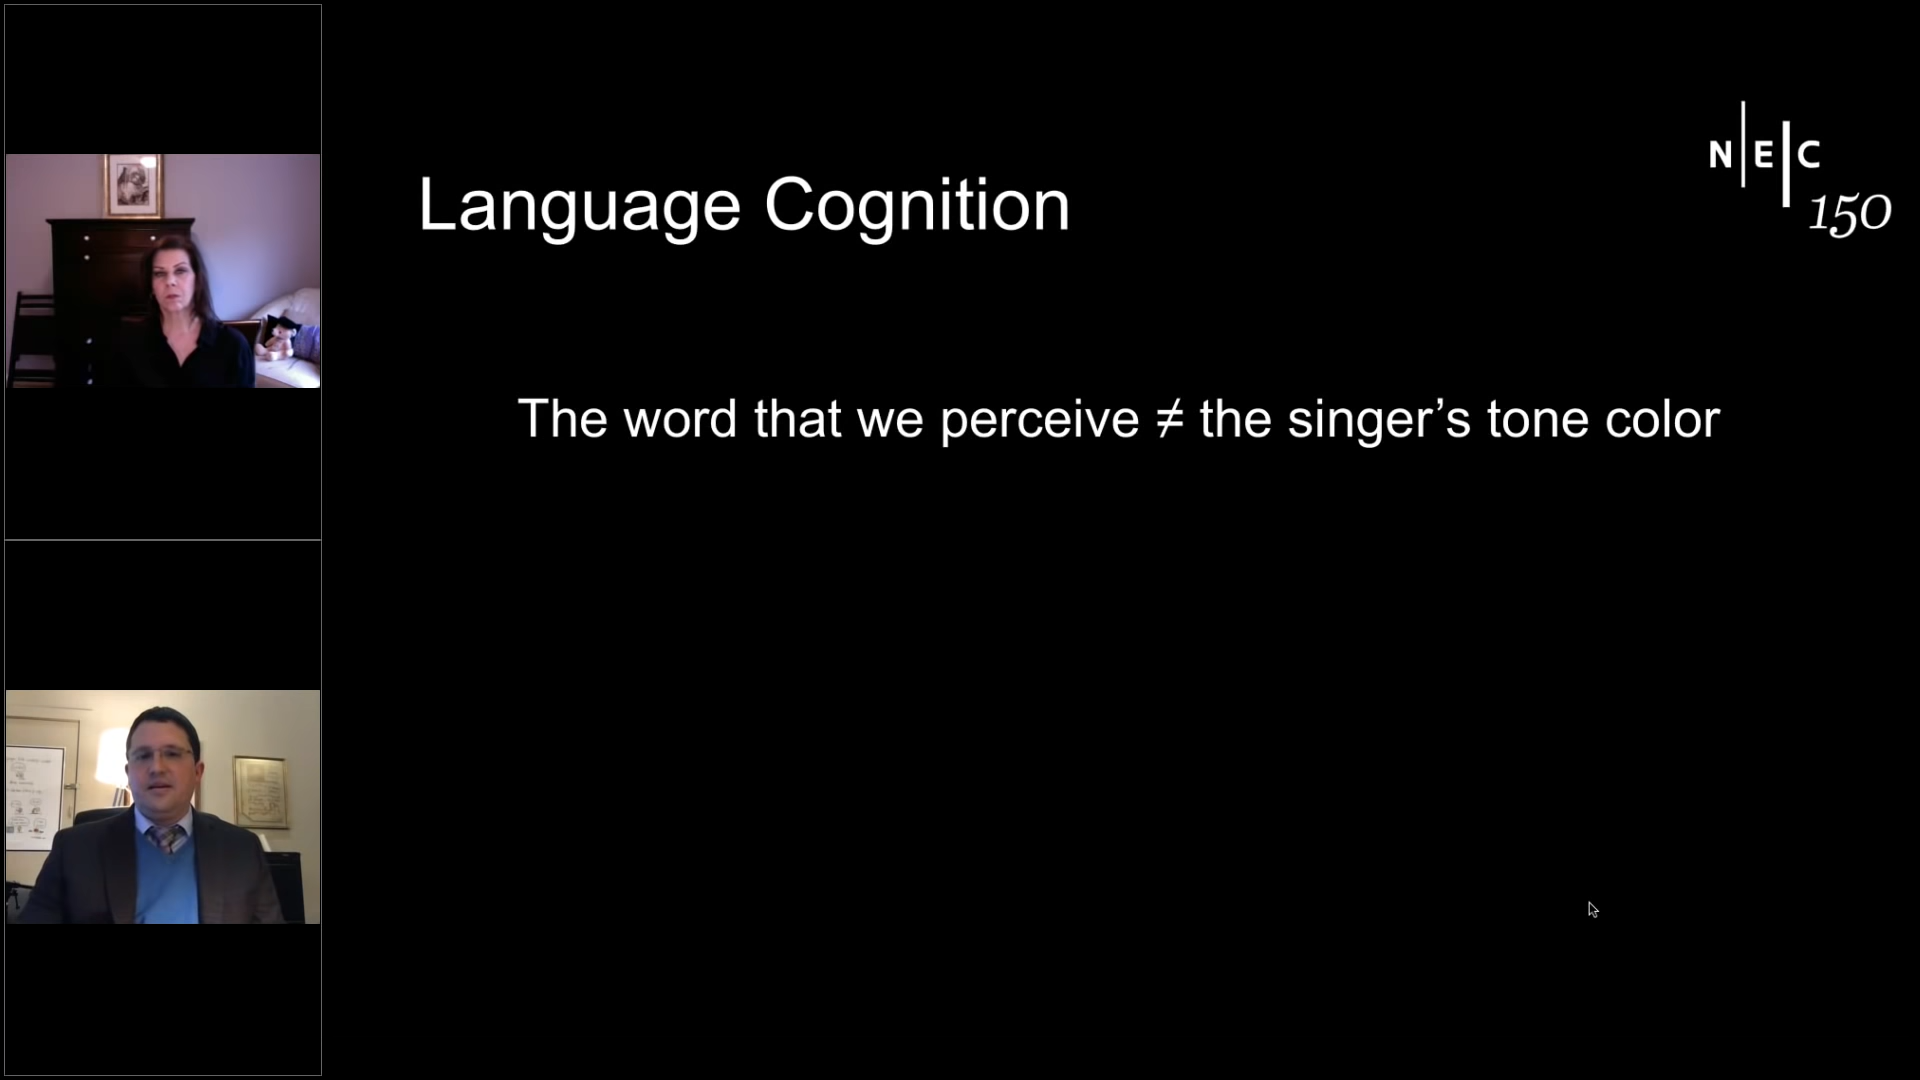 Language Cognition
N E C
150
The word that we perceive ≠ the singer’s tone color